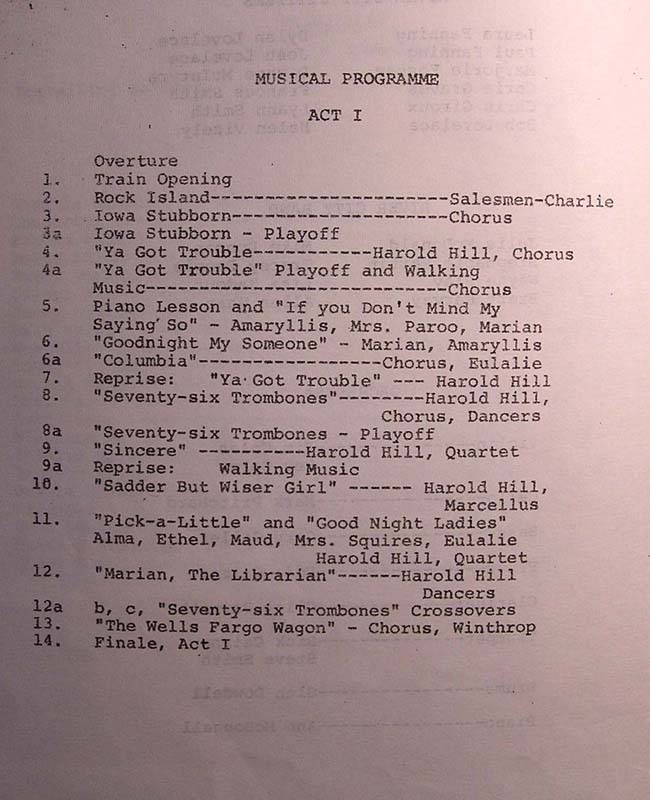 MUSICAL PROGRAMME
ACT I
Overture
1. Train Opening
2. Rock Island-----------------------Salesmen-Charlie
3. Iowa Stubborn---------------------Chorus
3a Iowa Stubborn - Playoff
4. "Ya Got Trouble-----------Harold Hill, Chorus
4a "Ya Got Trouble" Playoff and Walking
Music-----------------------------Chorus
5. Piano Lesson and "If you Don't Mind My
Saying So" - Amaryllis, Mrs. Paroo, Marian
6. "Goodnight My Someone" - Marian, Amaryllis
6a "Columbia"-----------------Chorus, Eulalie
7. Reprise: "Ya Got Trouble" --- Harold Hill
8. "Seventy-six Trombones"--------Harold Hill,
Chorus, Dancers
8a "Seventy-six Trombones - Playoff
9. "Sincere" ----------Harold Hill, Quartet
9a Reprise: Walking Music
10. "Sadder But Wiser Girl" ------ Harold Hill,
Marcellus
11. "Pick-a-Little" and "Good Night Ladies"
Alma, Ethel, Maud, Mrs. Squires, Eulalie
Harold Hill, Quartet
12. "Marian, The Librarian"------Harold Hill
Dancers
12a b, c, "Seventy-six Trombones" Crossovers
13. "The Wells Fargo Wagon" - Chorus, Winthrop
14. Finale, Act I